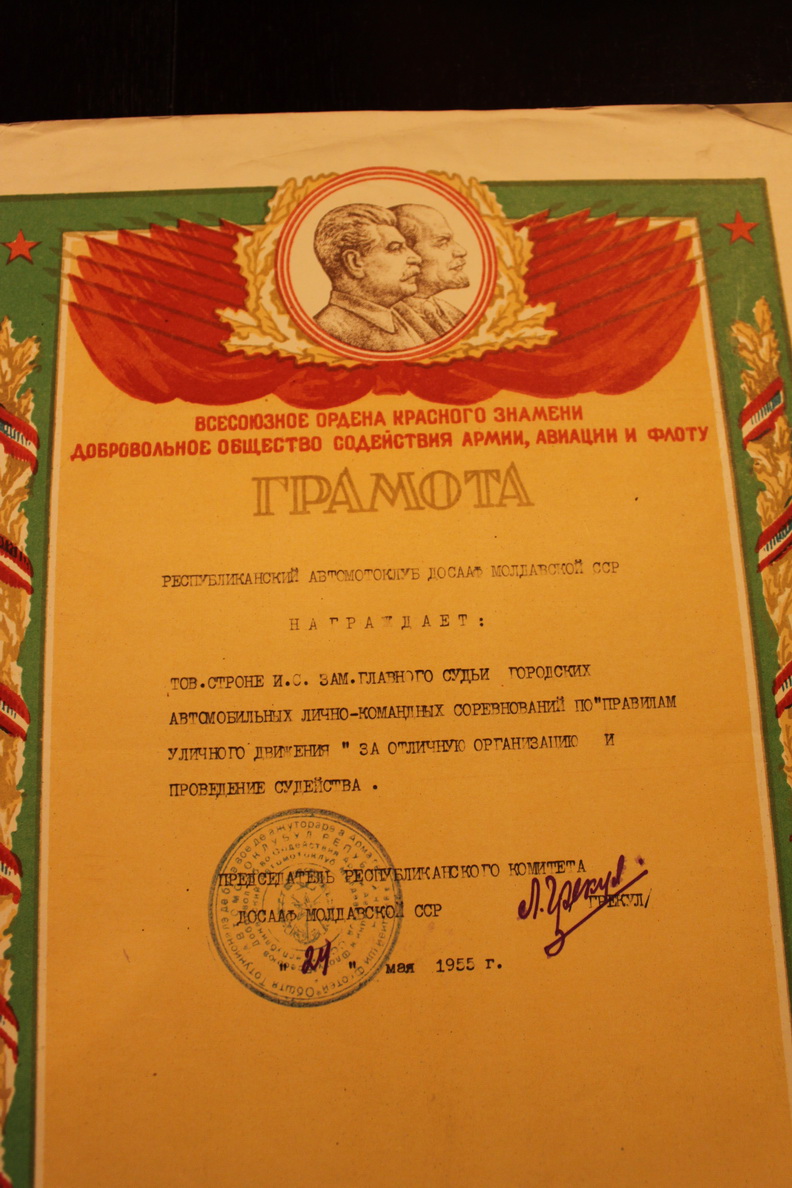 ВСЕСОЮЗНОЕ ОРДЕНА КРАСНОГО ЗНАМЕНИ
ДОБРОВОЛЬНОЕ ОБЩЕСТВО СОДЕЙСТВИЯ АРМИИ, АВИАЦИИ И ФЛОТУ
ГРАМОТА
РЕСПУБЛИКАНСКИЙ АВТОМОТОКЛУБ ДОСААФ МОЛДАВСКОЙ ССР
НАГРАЖДАЕТ:
ТОВ.СТРОНЕ И.С. ЗАМ.ГЛАВНОГО СУДЬИ ГОРОДСКИХ
АВТОМОБИЛЬНЫХ ЛИЧНО-КОМАНДНЫХ СОРЕВНОВАНИЙ ПО "ПРАВИЛАМ
УЛИЧНОГО ДВИЖЕНИЯ" ЗА ОТЛИЧНУЮ ОРГАНИЗАЦИЮ И
ПРОВЕДЕНИЕ СУДЕЙСТВА.
ПРЕДСЕДАТЕЛЬ РЕСПУБЛИКАНСКОГО КОМИТЕТА
ДОСААФ МОЛДАВСКОЙ ССР Л. Грекул ГРЕКУЛ/
"24" мая 1955 г.